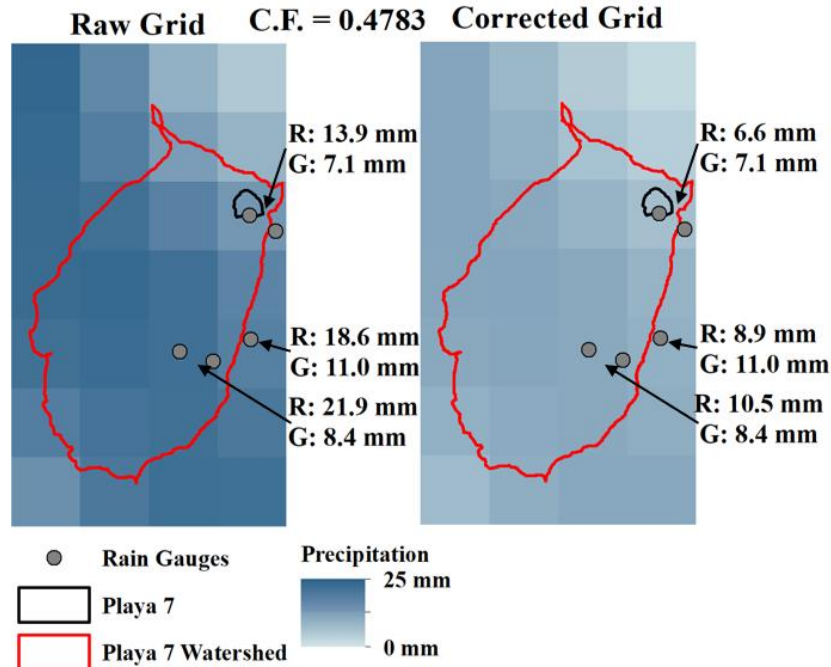 Raw Grid C.F. = 0.4783 Corrected Grid
R: 13.9 mm
G: 7.1 mm
R: 18.6 mm
G: 11.0 mm
R: 21.9 mm
G: 8.4 mm
R: 6.6 mm
G: 7.1 mm
R: 8.9 mm
G: 11.0 mm
R: 10.5 mm
G: 8.4 mm
Rain Gauges
Playa 7
Playa 7 Watershed
Precipitation
25 mm
0 mm